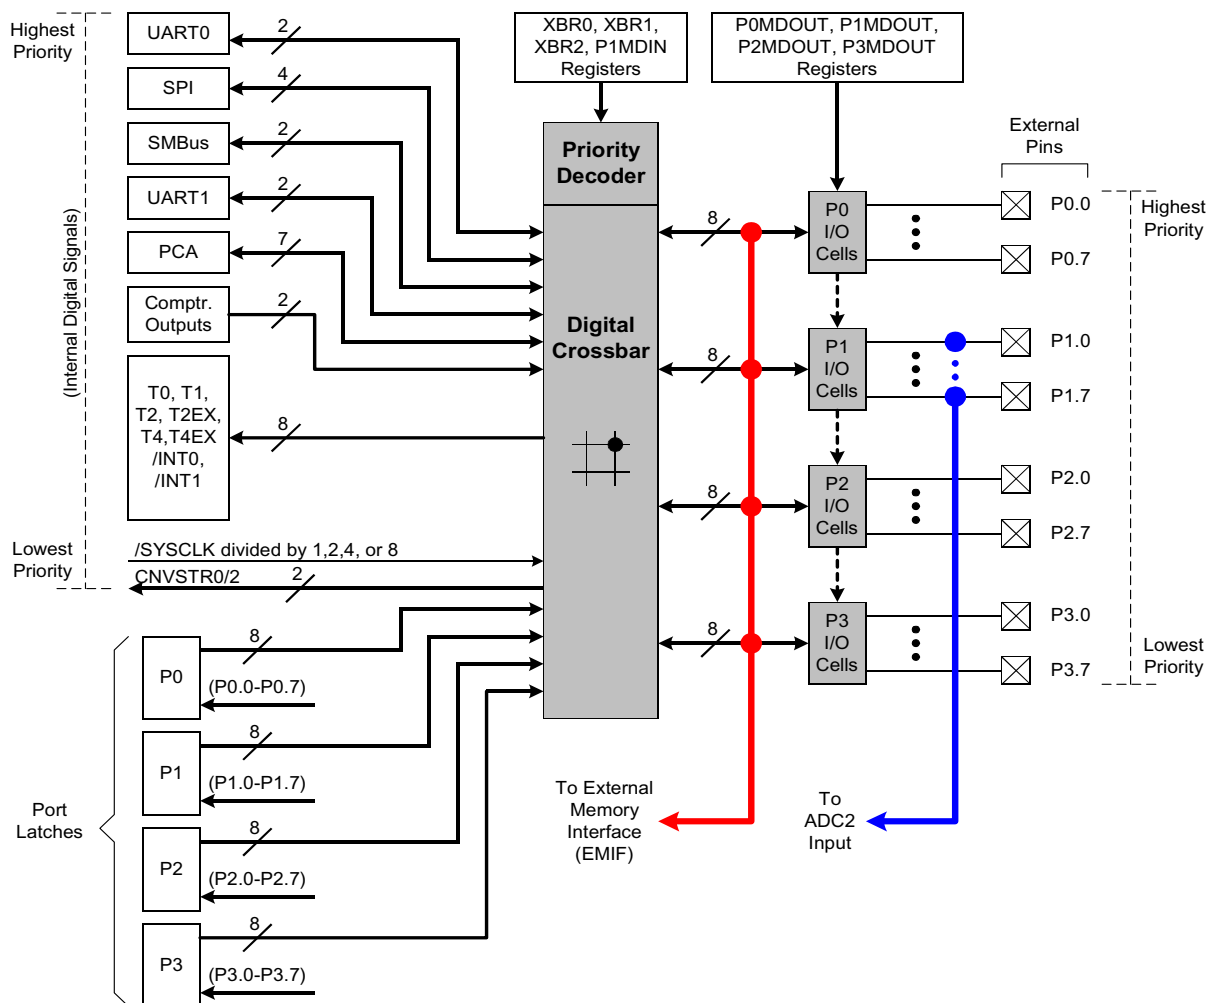 Highest
Priority
UART0
2
SPI
4
SMBus
2
UART1
2
PCA
7
Comptr.
Outputs
2
T0, T1,
T2, T2EX,
T4,T4EX
/INT0,
/INT1
8
(Internal Digital Signals)
Lowest
Priority
/SYSCLK divided by 1,2,4, or 8
CNVSTR0/2
2
XBR0, XBR1,
XBR2, P1MDIN
Registers
P0MDOUT, P1MDOUT,
P2MDOUT, P3MDOUT
Registers
Priority
Decoder
Digital
Crossbar
8
8
8
8
P0
I/O
Cells
P1
I/O
Cells
P2
I/O
Cells
P3
I/O
Cells
External
Pins
P0.0
P0.7
P1.0
P1.7
P2.0
P2.7
P3.0
P3.7
Highest
Priority
Lowest
Priority
Port
Latches
P0
8
(P0.0-P0.7)
P1
8
(P1.0-P1.7)
P2
8
(P2.0-P2.7)
P3
8
(P3.0-P3.7)
To External
Memory
Interface
(EMIF)
To
ADC2
Input